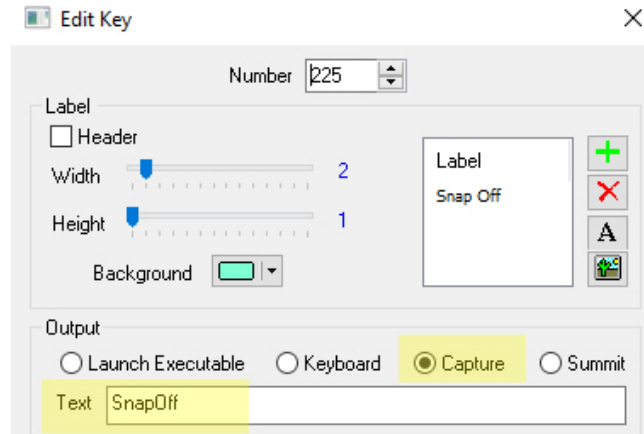 Edit Key
Number 225
Label
Header
Width 2
Height 1
Background
Label
Snap Off
A
Output
Launch Executable Keyboard Capture Summit
Text SnapOff